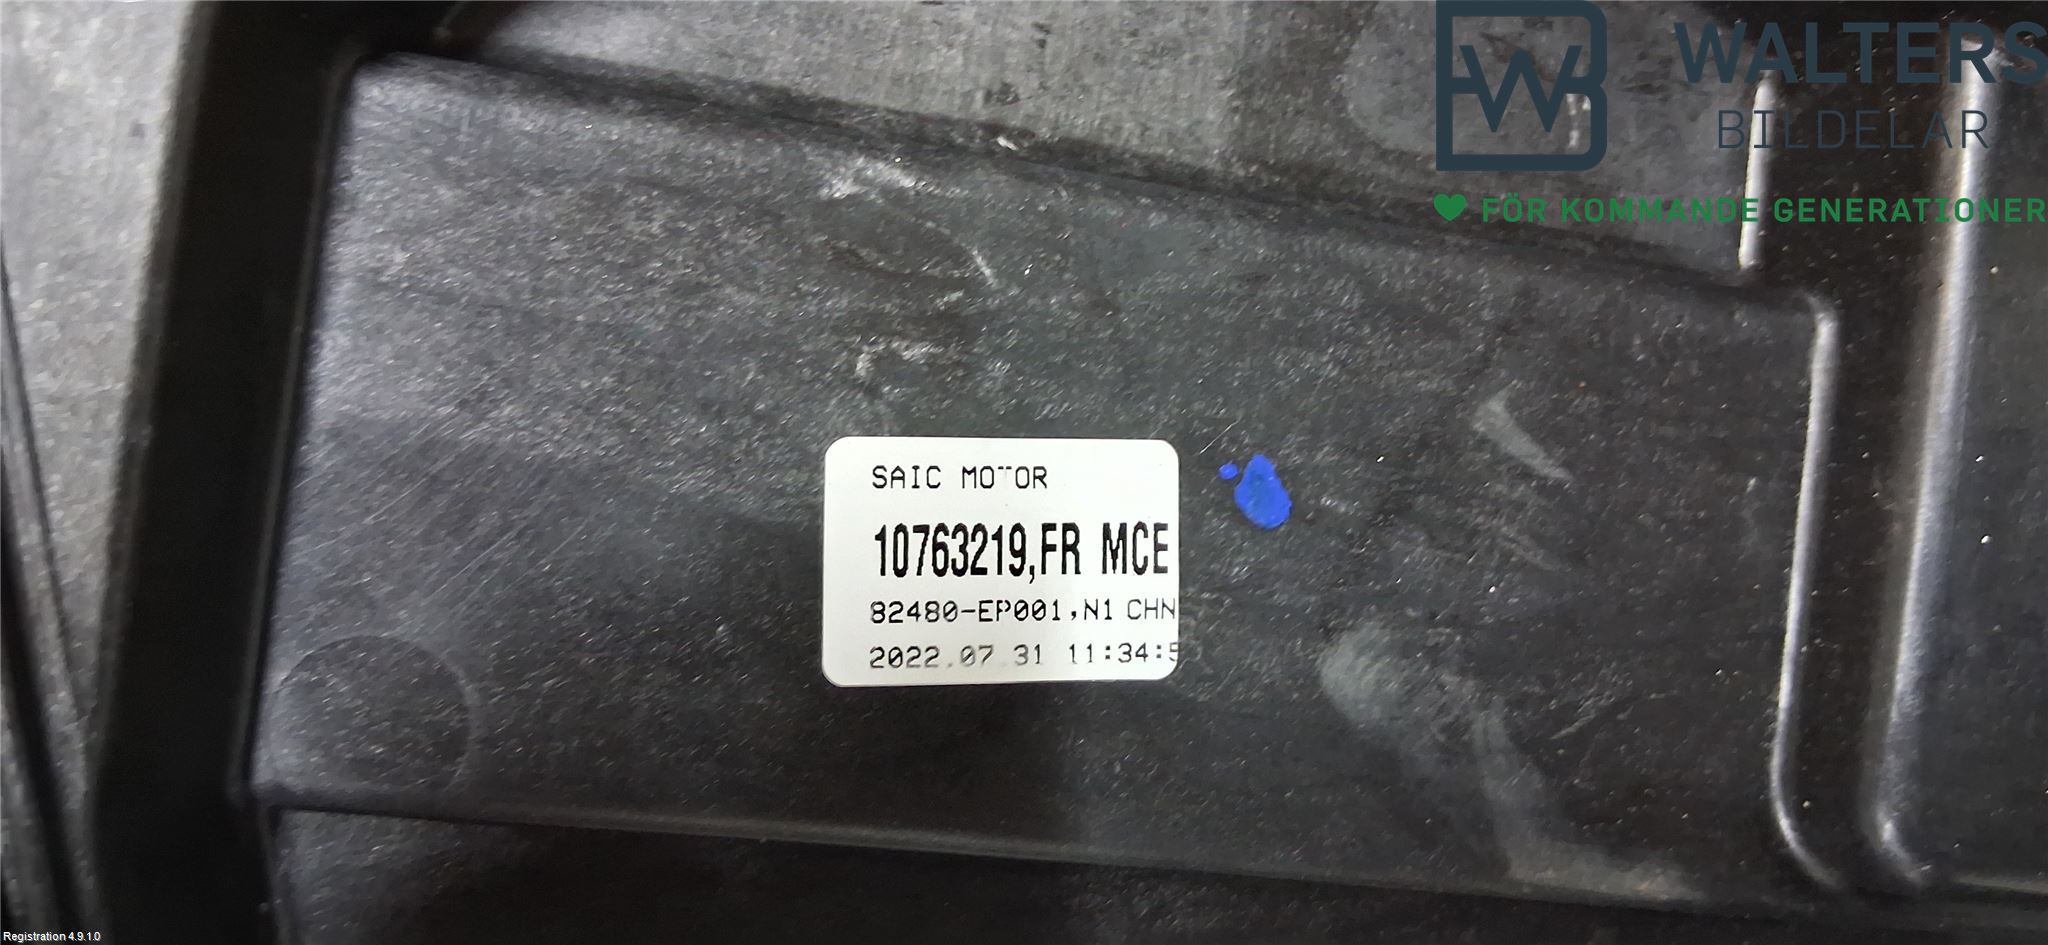 WALTERS
BILDELAR
FÖR KOMMANDE GENERATIONER
SAIC MOTOR
10763219,FR MCE
82480-EP001,N1 CHN
2022.07 31 11:34:5
Registration 4.9.1.0